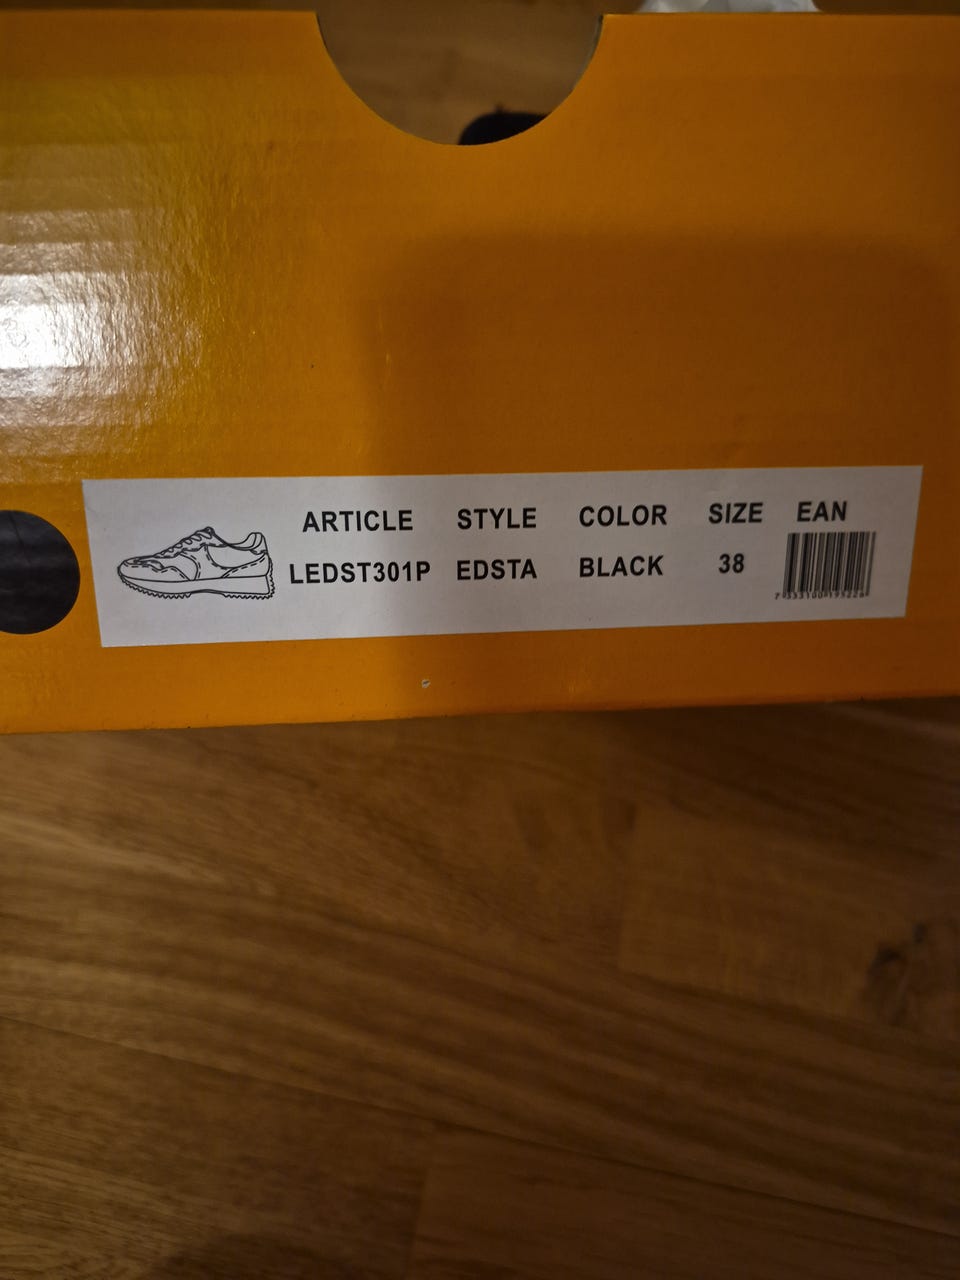 ARTICLE STYLE COLOR SIZE EAN
LEDST301P EDSTA BLACK 38